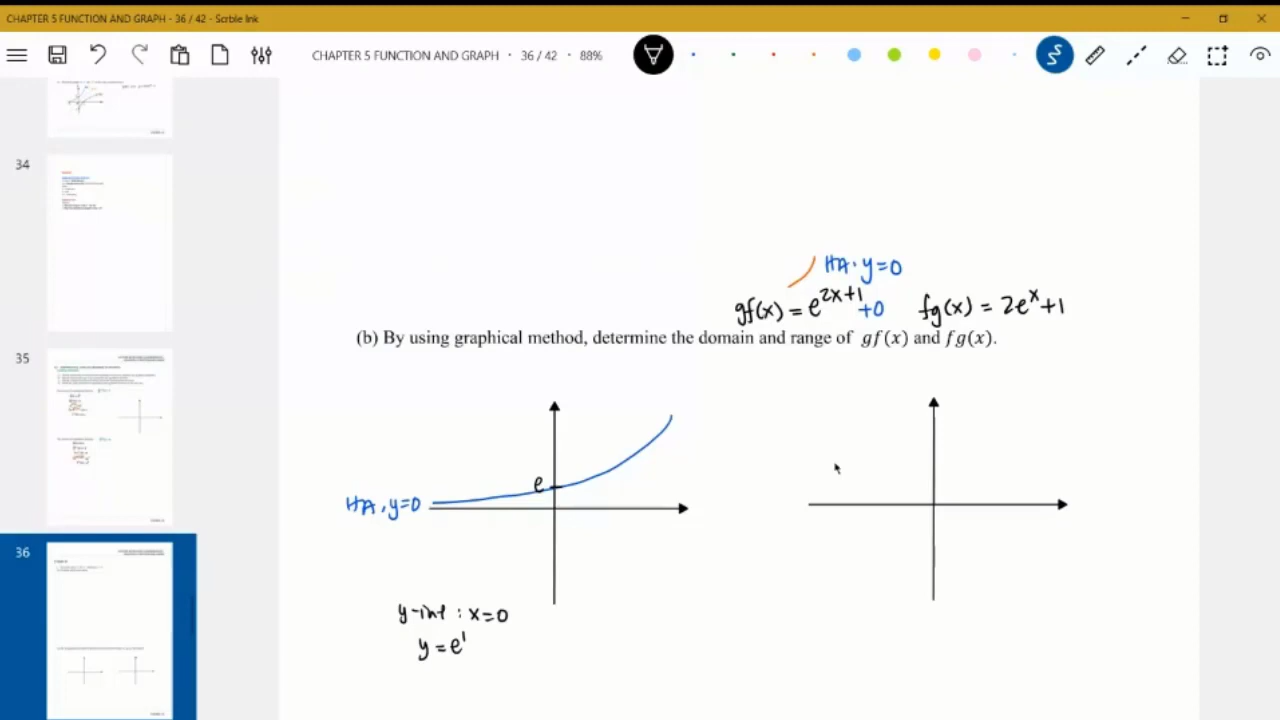 CHAPTER 5 FUNCTION AND GRAPH - 36 / 42 - Scrble Ink
CHAPTER 5 FUNCTION AND GRAPH · 36 / 42 · 88%
34
35
36
HA. y=0
gf(x) = e^{2x+1} +0 fg(x) = 2e^x+1
(b) By using graphical method, determine the domain and range of gf(x) and fg(x).
e
HA, y=0
y-int : x=0
y = e^1